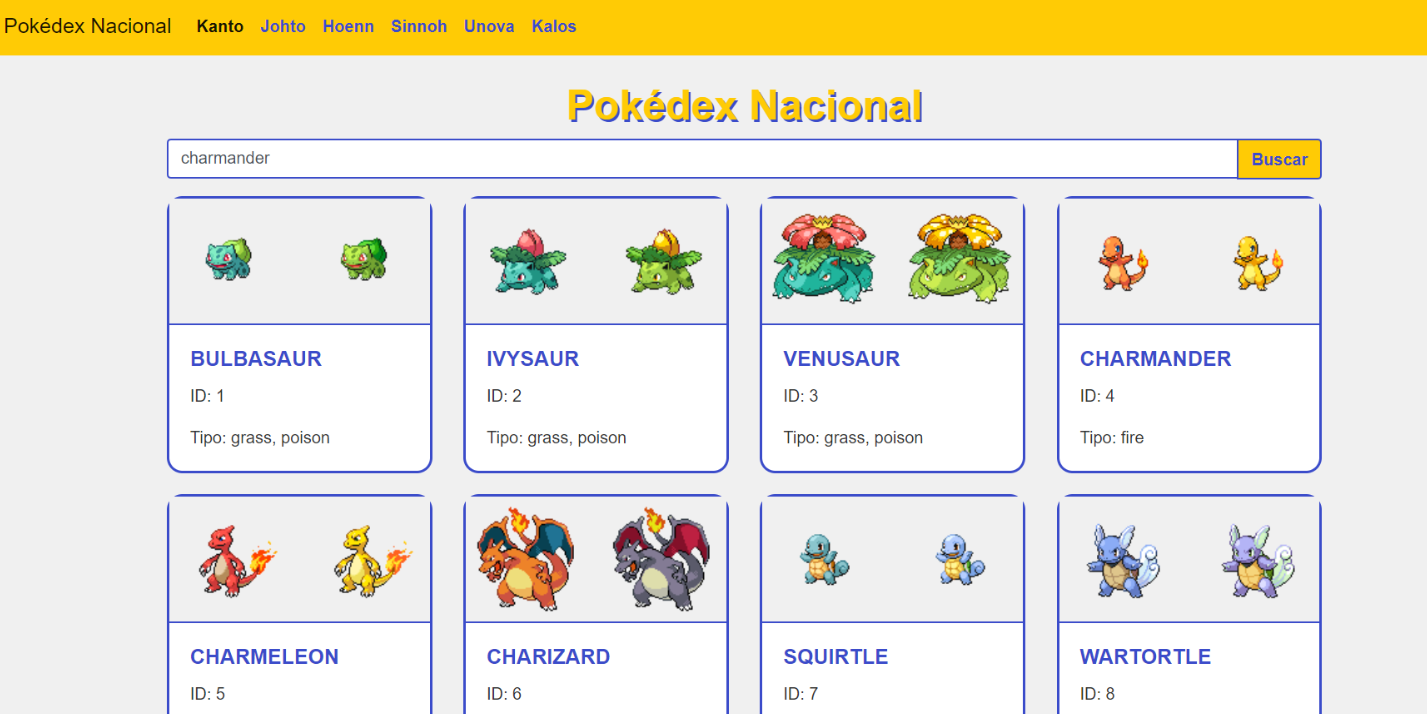 Pokédex Nacional Kanto Johto Hoenn Sinnoh Unova Kalos
Pokédex Nacional
charmander Buscar
BULBASAUR
ID: 1
Tipo: grass, poison
IVYSAUR
ID: 2
Tipo: grass, poison
VENUSAUR
ID: 3
Tipo: grass, poison
CHARMANDER
ID: 4
Tipo: fire
CHARMELEON
ID: 5
CHARIZARD
ID: 6
SQUIRTLE
ID: 7
WARTORTLE
ID: 8